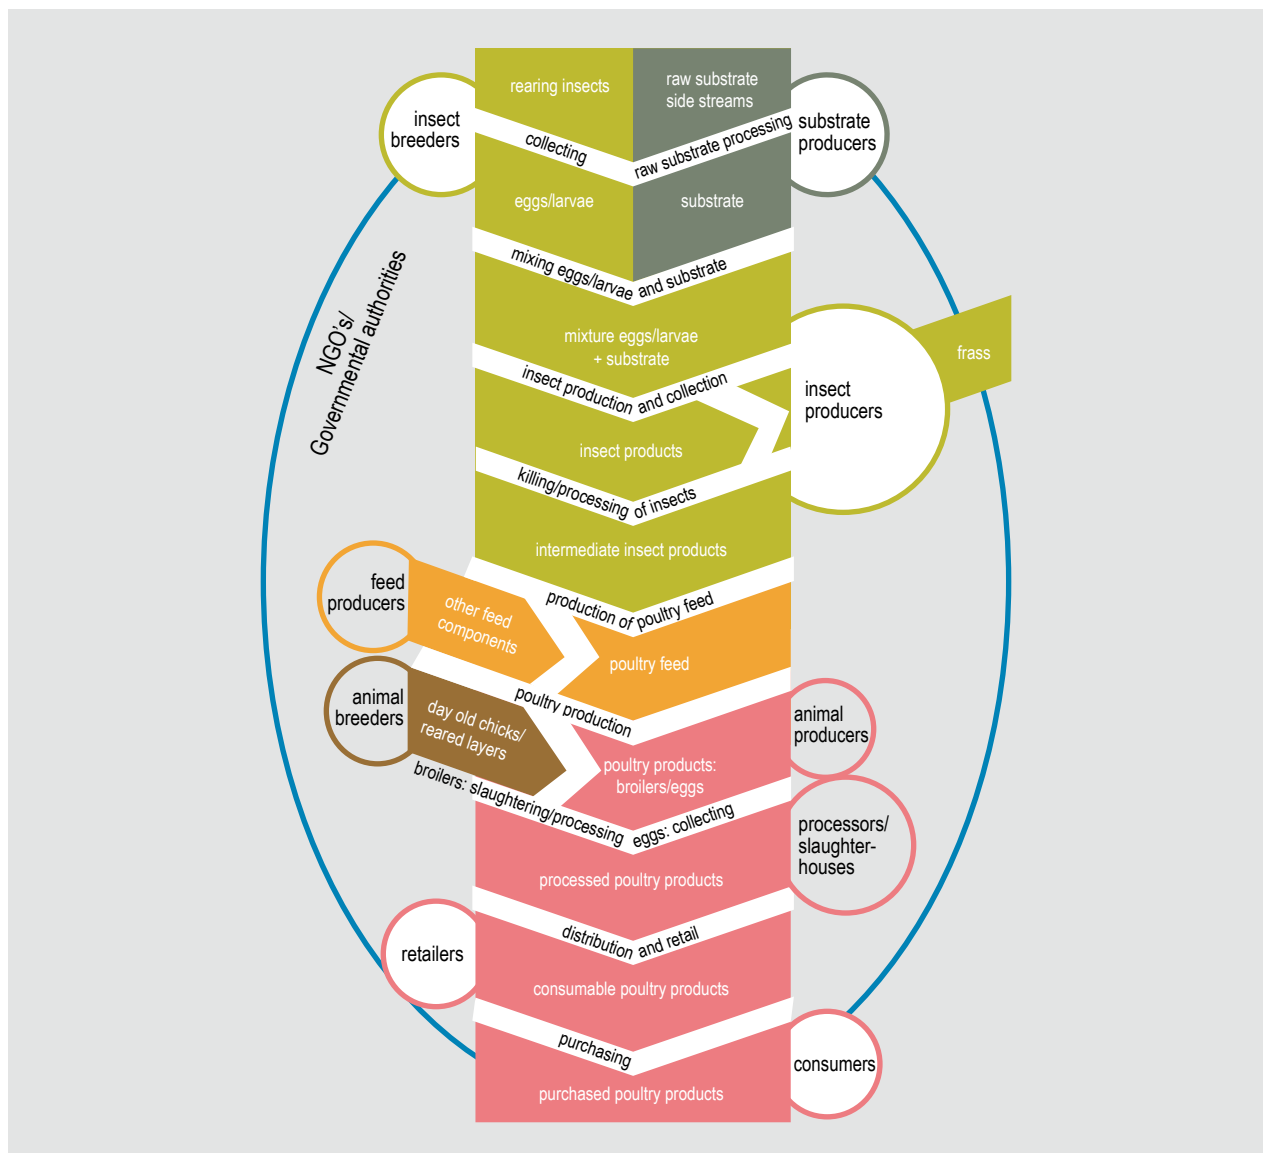 rearing insects
raw substrate
side streams
insect
breeders
substrate
producers
collecting
raw substrate processing
eggs/larvae
substrate
mixing eggs/larvae and substrate
NGO's/
Governmental authorities
mixture eggs/larvae
+ substrate
frass
insect production and collection
insect
producers
insect products
killing/processing of insects
intermediate insect products
feed
producers
other feed
components
production of poultry feed
poultry feed
animal
breeders
day old chicks/
reared layers
poultry production
animal
producers
poultry products:
broilers/eggs
broilers: slaughtering/processing
eggs: collecting
processors/
slaughter-
houses
processed poultry products
distribution and retail
retailers
consumable poultry products
purchasing
consumers
purchased poultry products